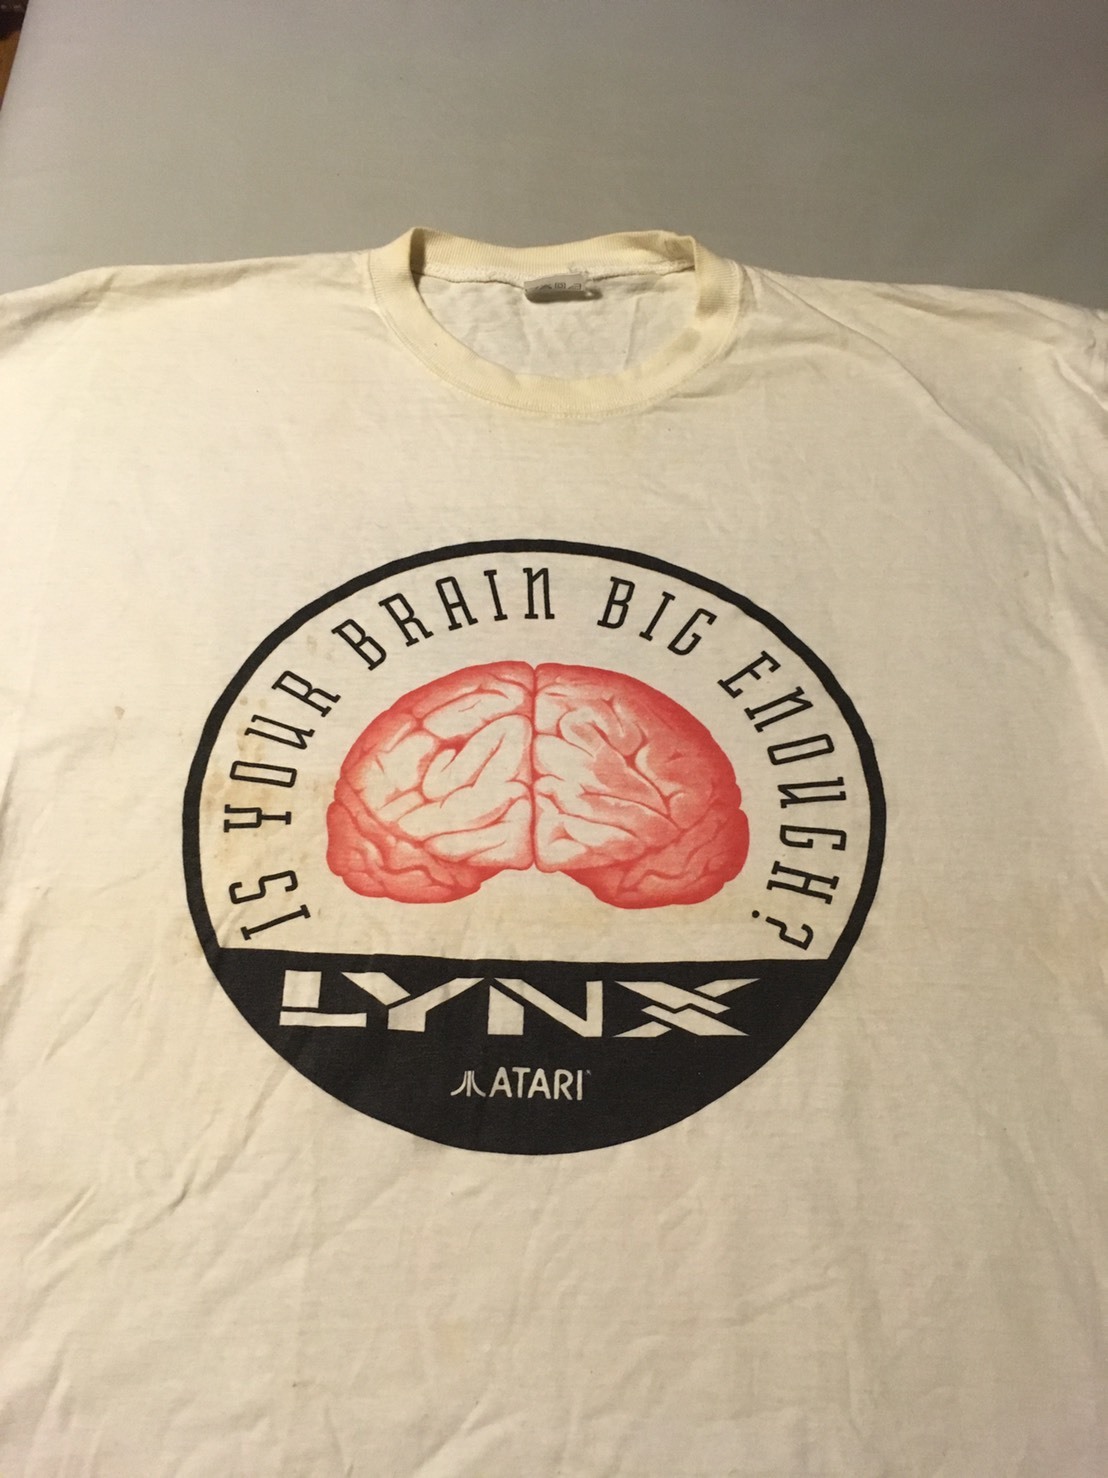 IS YOUR BRAIN BIG ENOUGH?
LYNX
ATARI